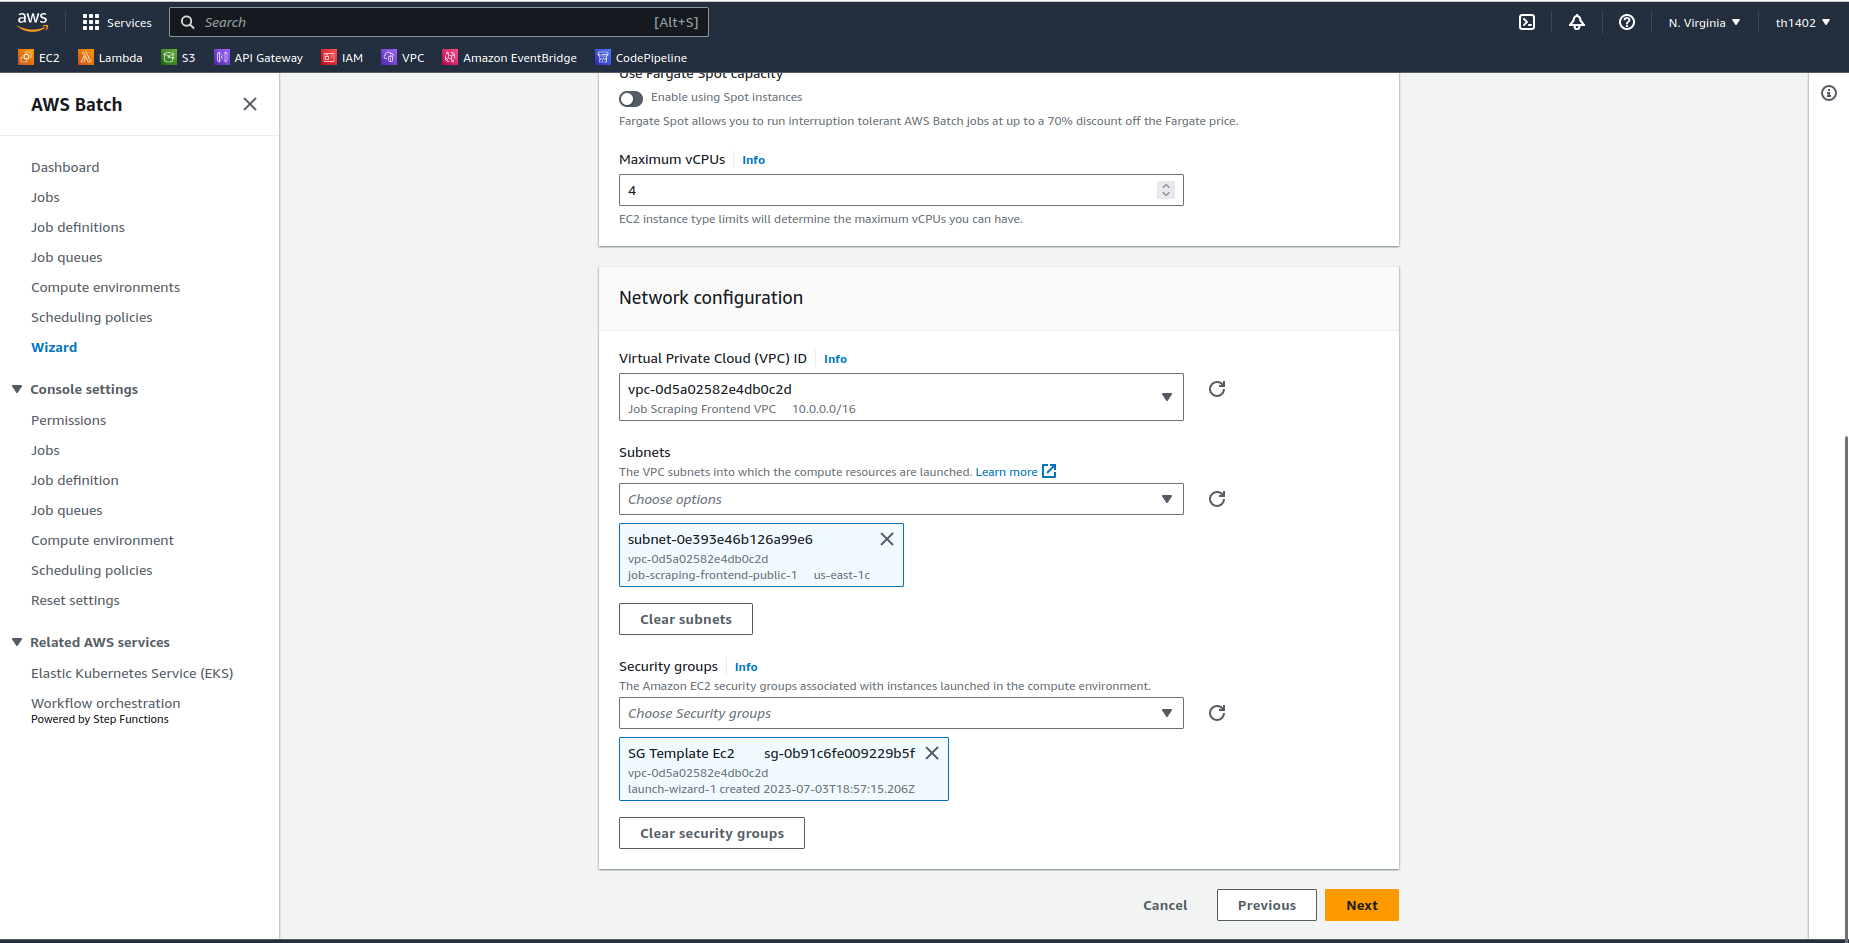 aws Services Search [Alt+S] N. Virginia th1402
EC2 Lambda S3 API Gateway IAM VPC Amazon EventBridge CodePipeline
AWS Batch
Dashboard
Jobs
Job definitions
Job queues
Compute environments
Scheduling policies
Wizard
Console settings
Permissions
Jobs
Job definition
Job queues
Compute environment
Scheduling policies
Reset settings
Related AWS services
Elastic Kubernetes Service (EKS)
Workflow orchestration
Powered by Step Functions
Use Fargate Spot capacity
Enable using Spot instances
Fargate Spot allows you to run interruption tolerant AWS Batch jobs at up to a 70% discount off the Fargate price.
Maximum vCPUs Info
4
EC2 instance type limits will determine the maximum vCPUs you can have.
Network configuration
Virtual Private Cloud (VPC) ID Info
vpc-0d5a02582e4db0c2d
Job Scraping Frontend VPC 10.0.0.0/16
Subnets
The VPC subnets into which the compute resources are launched. Learn more
Choose options
subnet-0e393e46b126a99e6
vpc-0d5a02582e4db0c2d
job-scraping-frontend-public-1 us-east-1c
Clear subnets
Security groups Info
The Amazon EC2 security groups associated with instances launched in the compute environment.
Choose Security groups
SG Template Ec2 sg-0b91c6fe009229b5f
vpc-0d5a02582e4db0c2d
launch-wizard-1 created 2023-07-03T18:57:15.206Z
Clear security groups
Cancel Previous Next